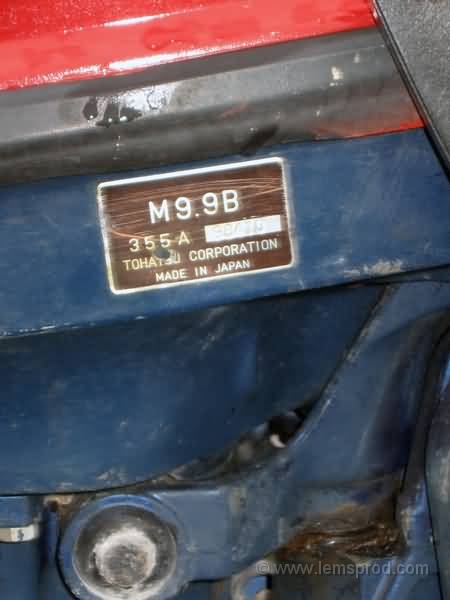 M9.9B
355A
TOHATSU CORPORATION
MADE IN JAPAN
© www.lemsprod.com